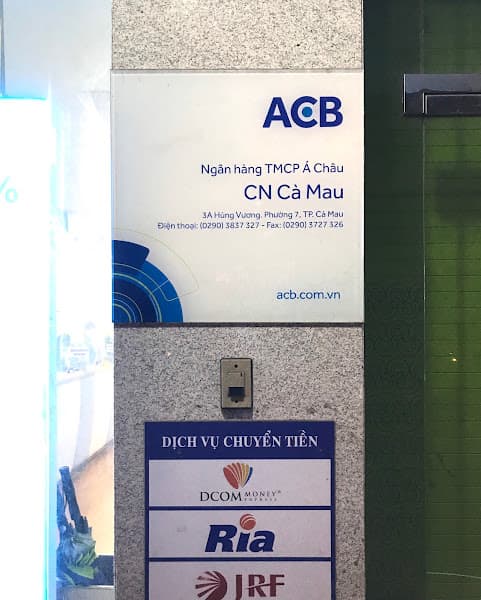 %
ACB
Ngân hàng TMCP Á Châu
CN Cà Mau
3A Hùng Vương, Phường 7, TP. Cà Mau
Điện thoại: (0290) 3837 327 - Fax: (0290) 3727 326
acb.com.vn
DỊCH VỤ CHUYỂN TIỀN
DCOM MONEY®
EXPRESS
Ria
JRF